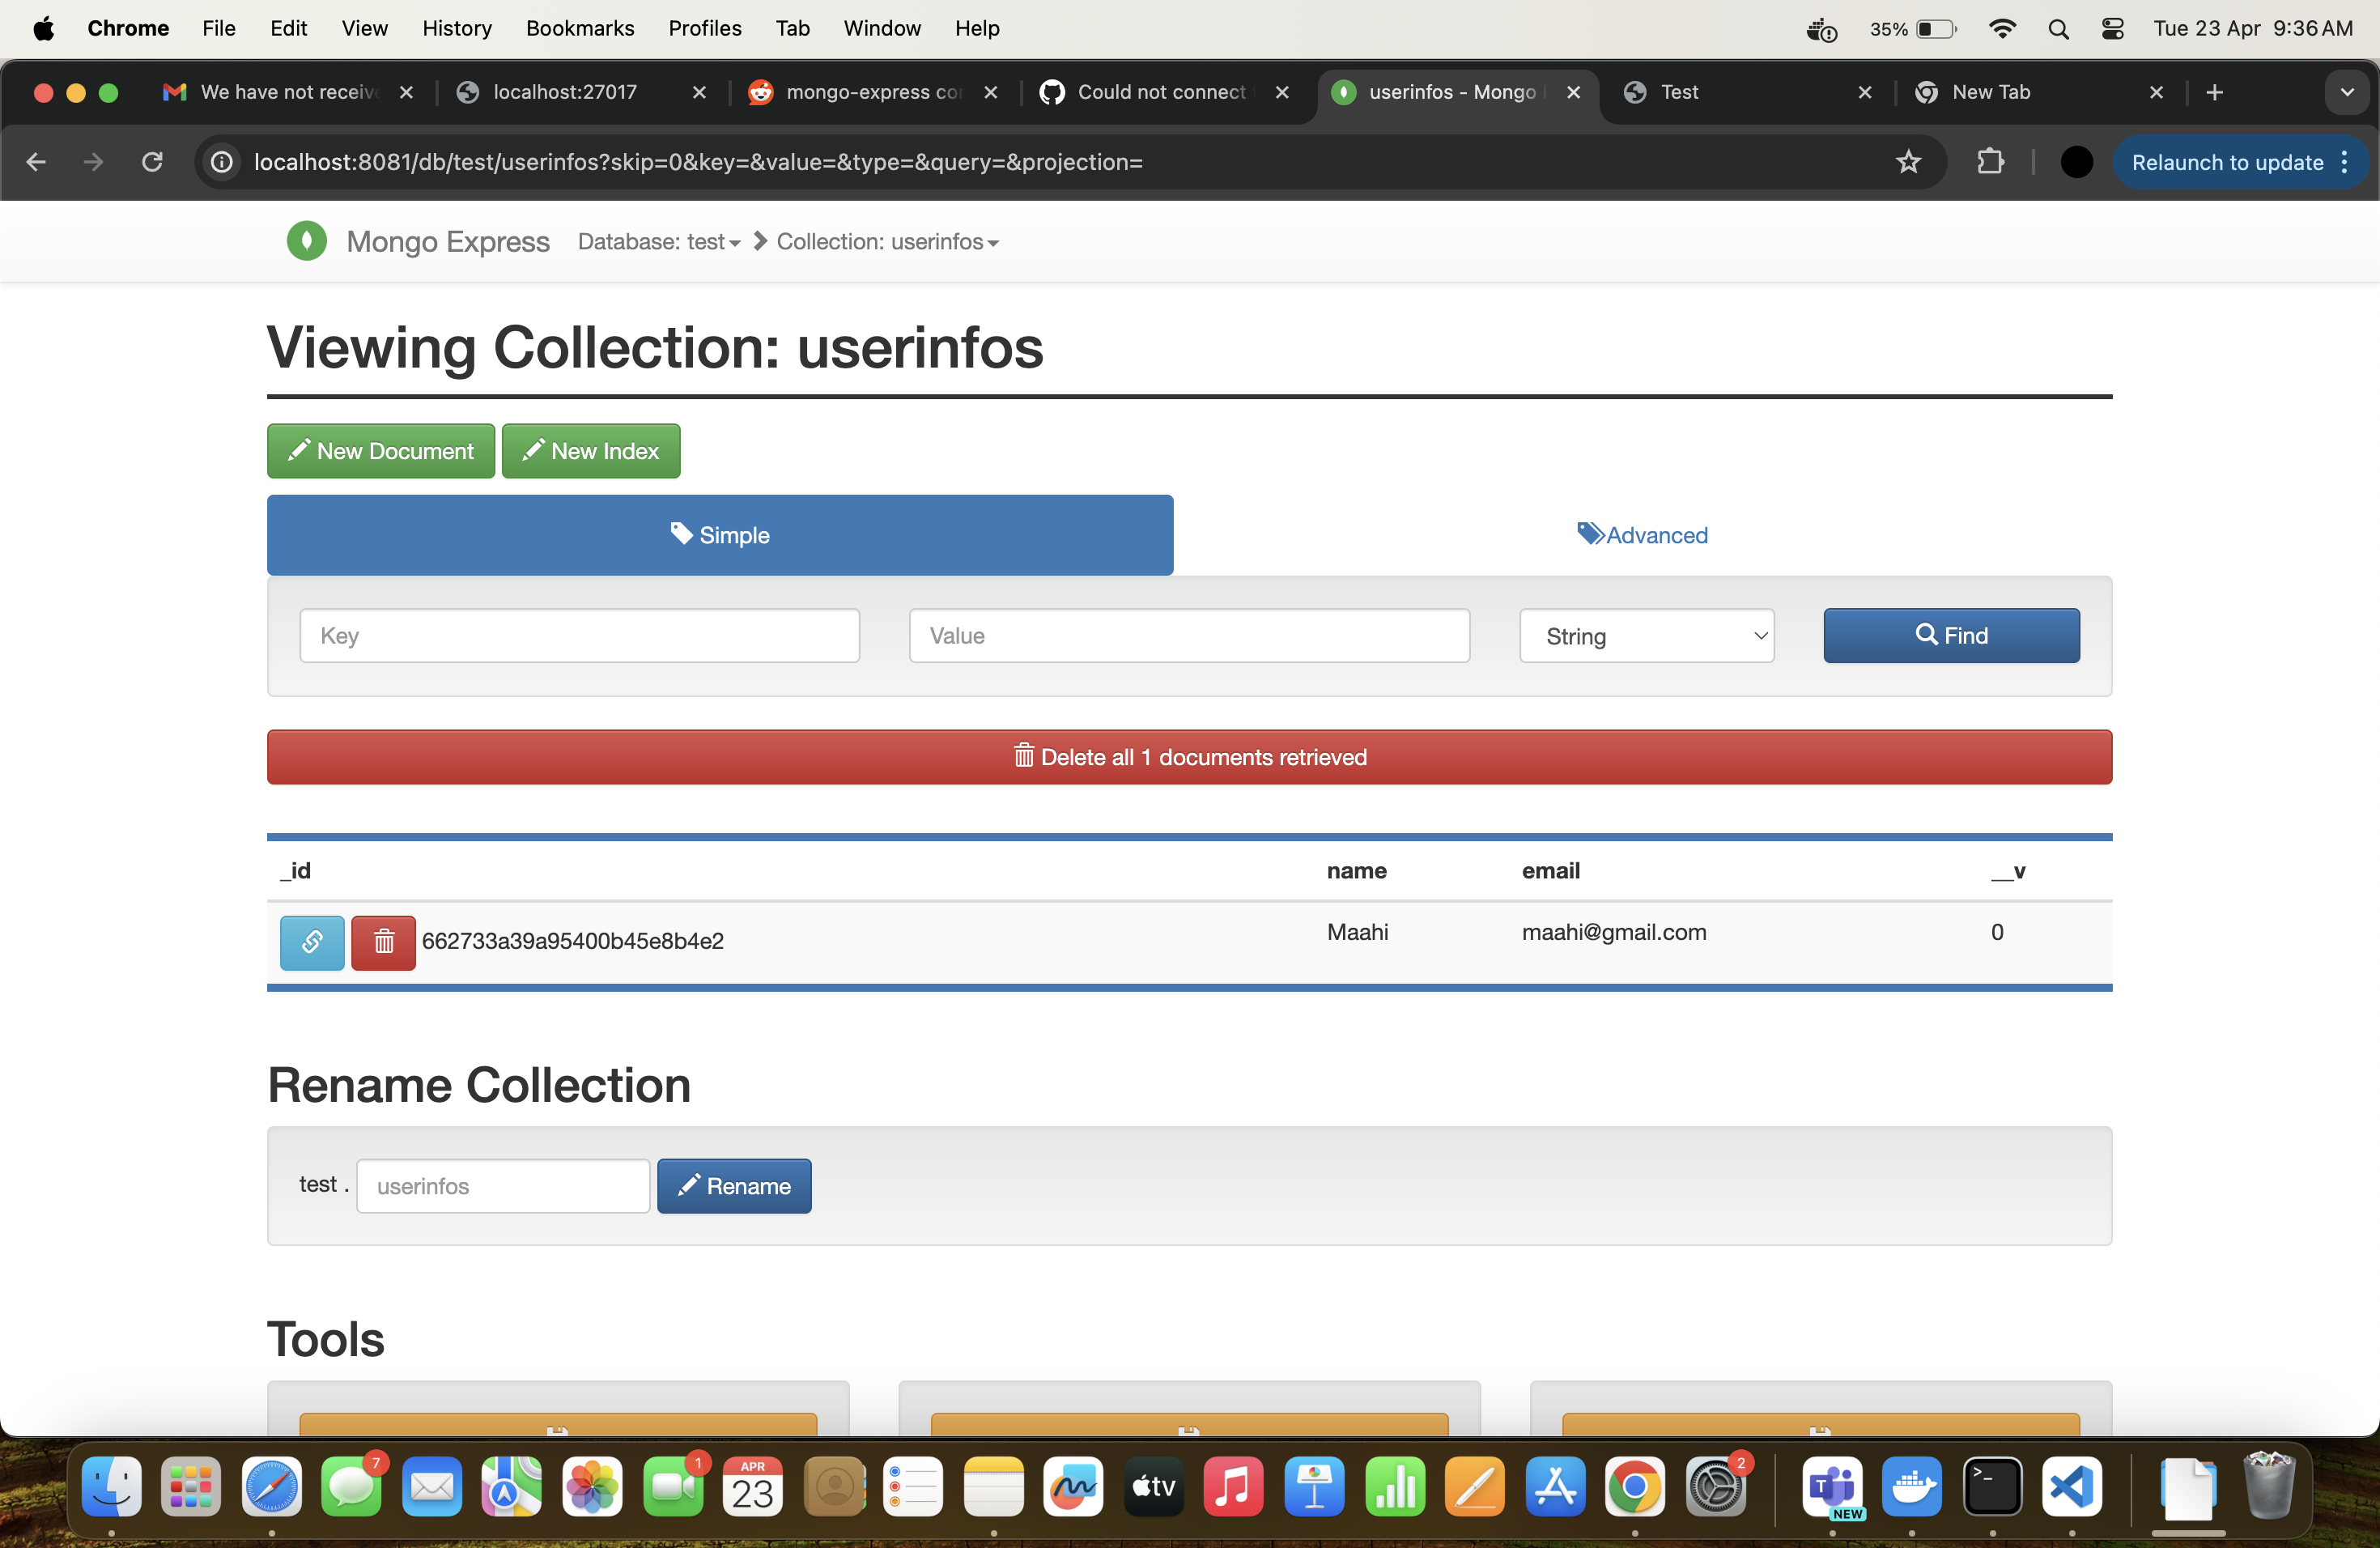 Chrome File Edit View History Bookmarks Profiles Tab Window Help 35% Tue 23 Apr 9:36 AM
We have not receive localhost:27017 mongo-express cor Could not connect userinfos - Mongo Test New Tab
localhost:8081/db/test/userinfos?skip=0&key=&value=&type=&query=&projection= Relaunch to update
Mongo Express Database: test Collection: userinfos
Viewing Collection: userinfos
New Document New Index
Simple Advanced
Key Value String Find
Delete all 1 documents retrieved
_id name email __v
662733a39a95400b45e8b4e2 Maahi maahi@gmail.com 0
Rename Collection
test . userinfos Rename
Tools
7 1 APR 23 tv 2 T NEW >_